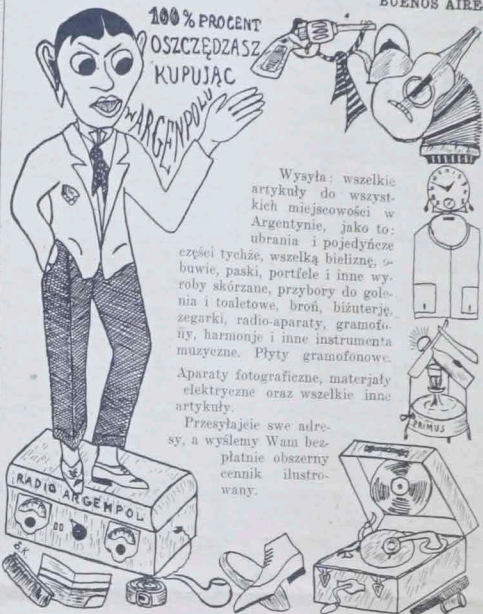 BUENOS AIRE
100% PROCENT
OSZCZĘDZASZ
KUPUJĄC
W ARGENPOLU
Wysyła: wszelkie
artykuły do wszyst-
kich miejscowości w
Argentynie, jako to:
ubrania i pojedyńcze
części tychże, wszelką bieliznę, o-
buwie, paski, portfele i inne wy-
roby skórzane, przybory do gole-
nia i toaletowe, broń, biżuterję,
zegarki, radio-aparaty, gramofo-
ny, harmonje i inne instrumenta
muzyczne. Płyty gramofonowe.
Aparaty fotograficzne, materjały
elektryczne oraz wszelkie inne
artykuły.
Przesyłajcie swe adre-
sy, a wyślemy Wam bez-
płatnie obszerny
cennik ilustro-
wany.
PRIMUS
RADIO ARGENPOL